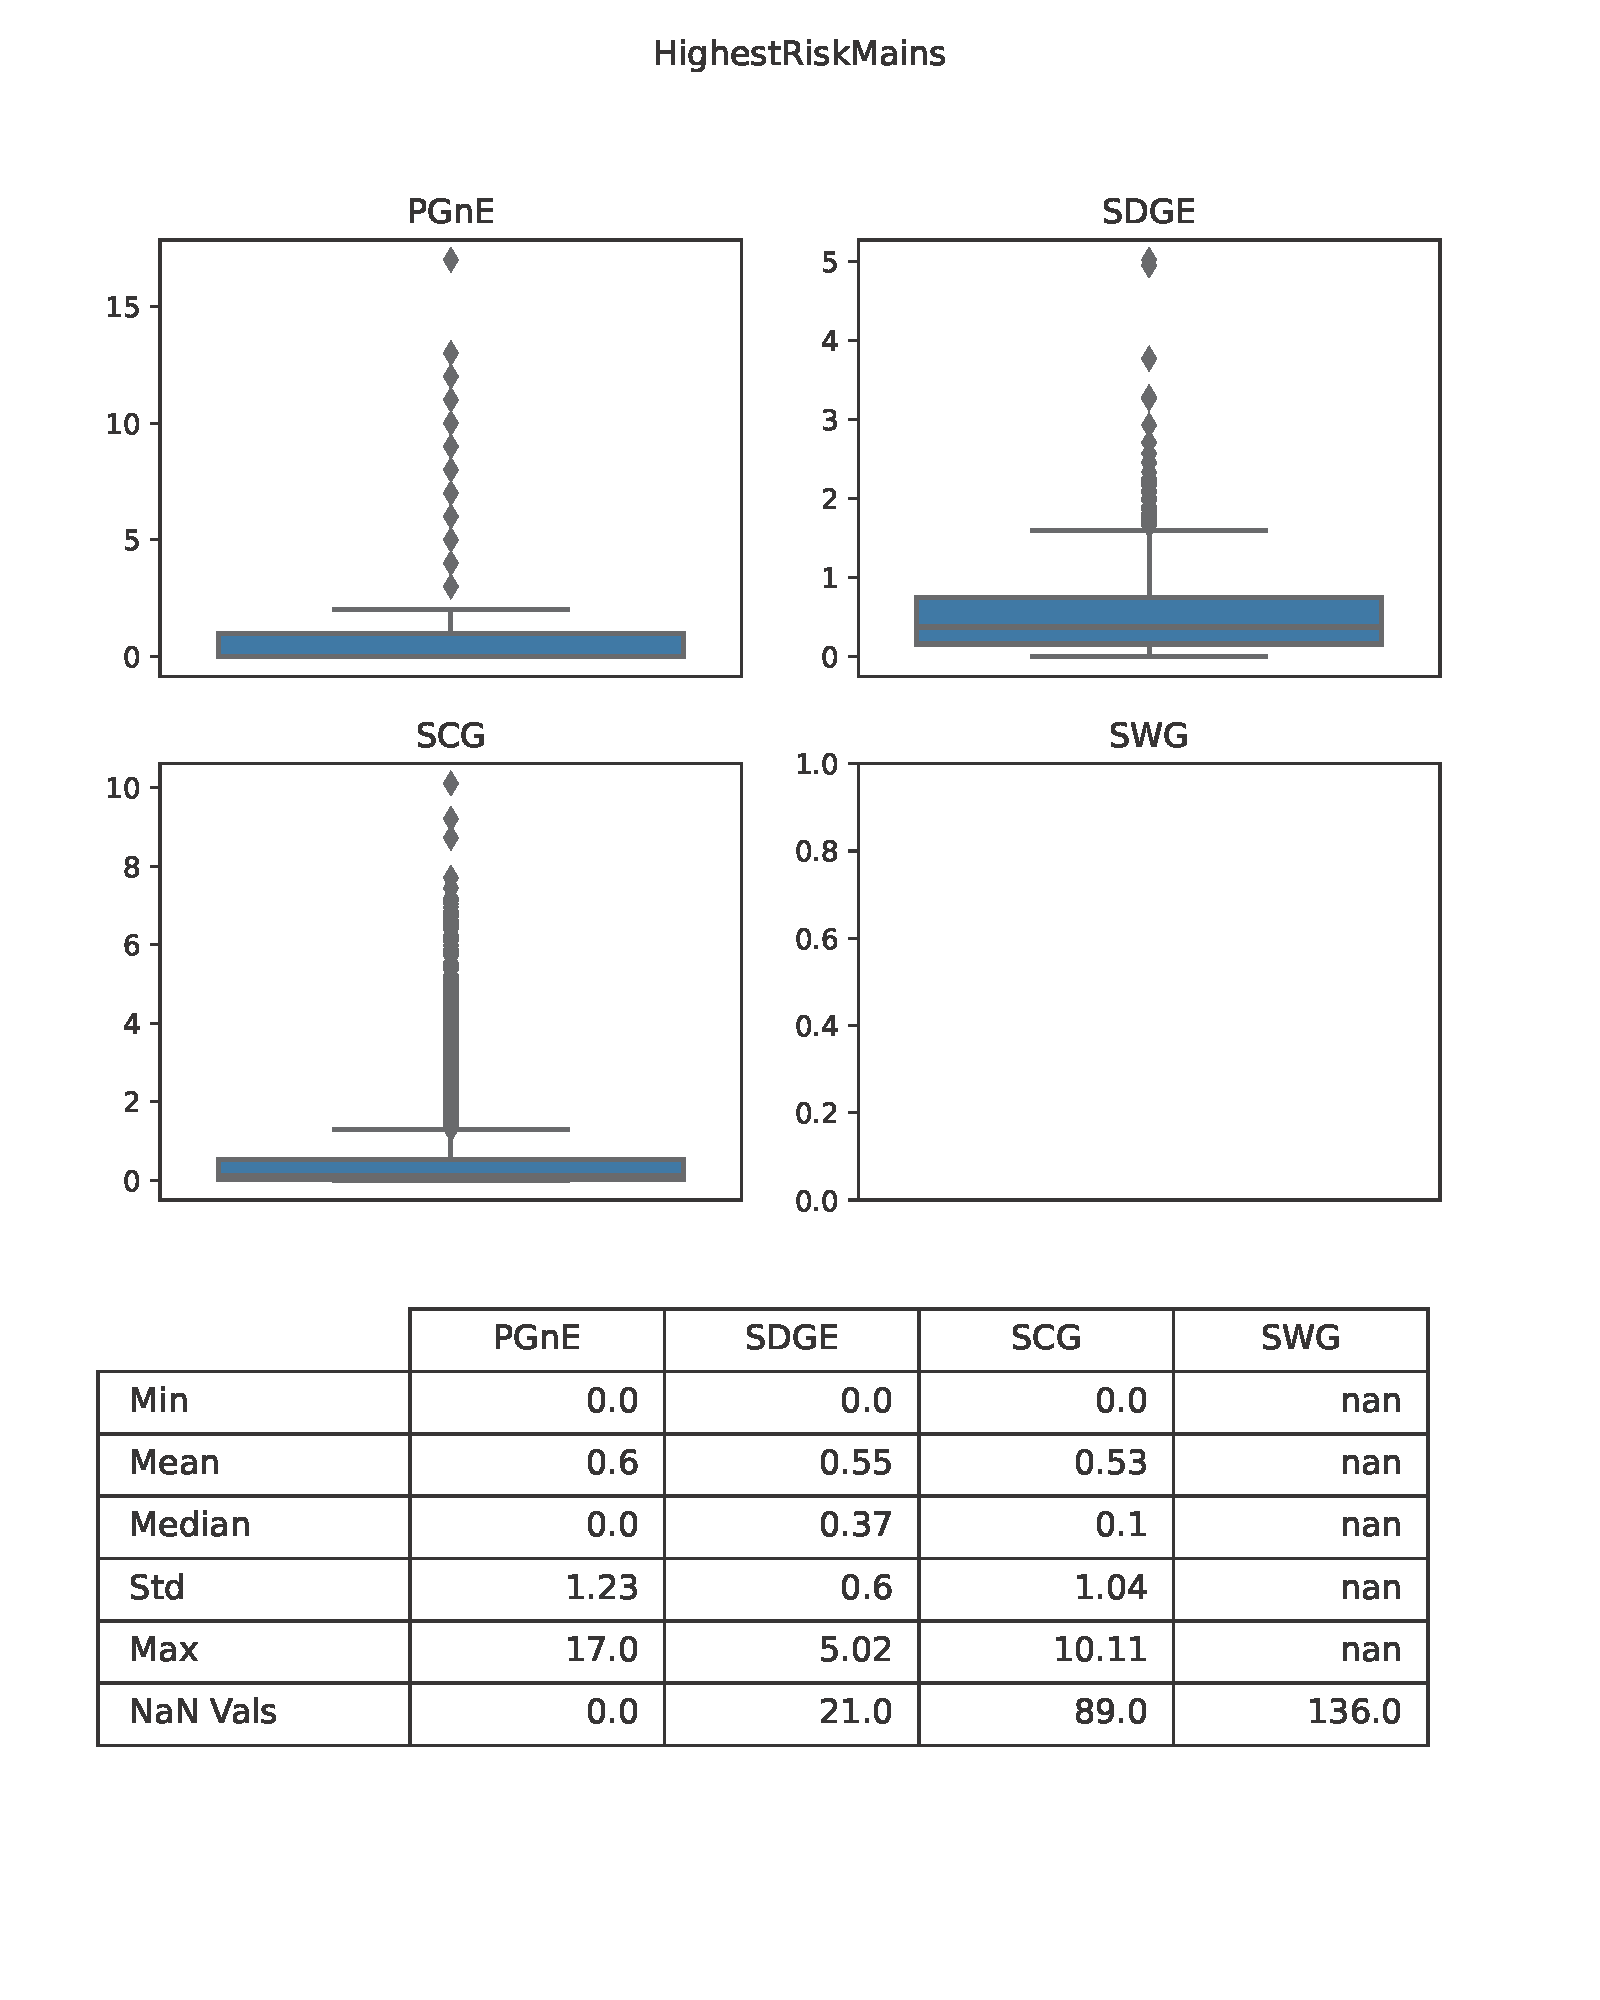 HighestRiskMains
PGnE
15
10
5
0
SDGE
5
4
3
2
1
0
SCG
10
8
6
4
2
0
SWG
1.0
0.8
0.6
0.4
0.2
0.0
PGnE SDGE SCG SWG
Min 0.0 0.0 0.0 nan
Mean 0.6 0.55 0.53 nan
Median 0.0 0.37 0.1 nan
Std 1.23 0.6 1.04 nan
Max 17.0 5.02 10.11 nan
NaN Vals 0.0 21.0 89.0 136.0